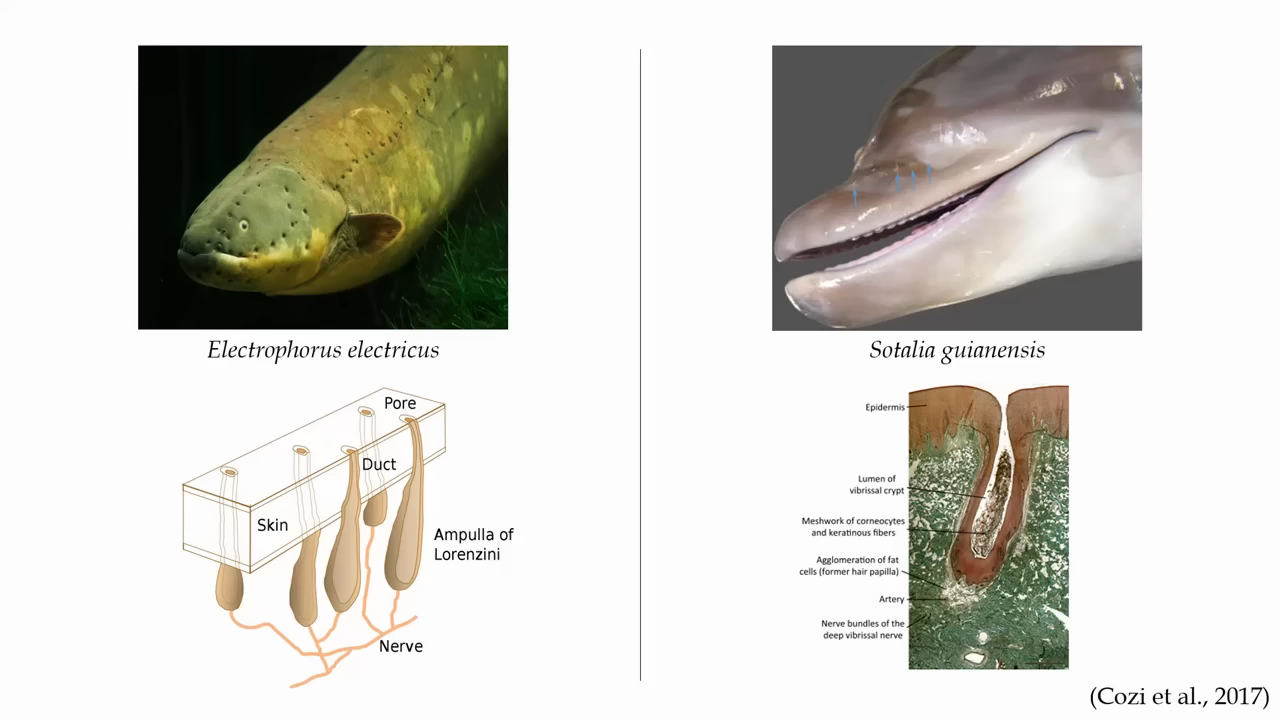 Electrophorus electricus
Pore
Duct
Skin
Ampulla of
Lorenzini
Nerve
Sotalia guianensis
Epidermis
Lumen of
vibrissal crypt
Meshwork of corneocytes
and keratinous fibers
Agglomeration of fat
cells (former hair papilla)
Artery
Nerve bundles of the
deep vibrissal nerve
(Cozi et al., 2017)